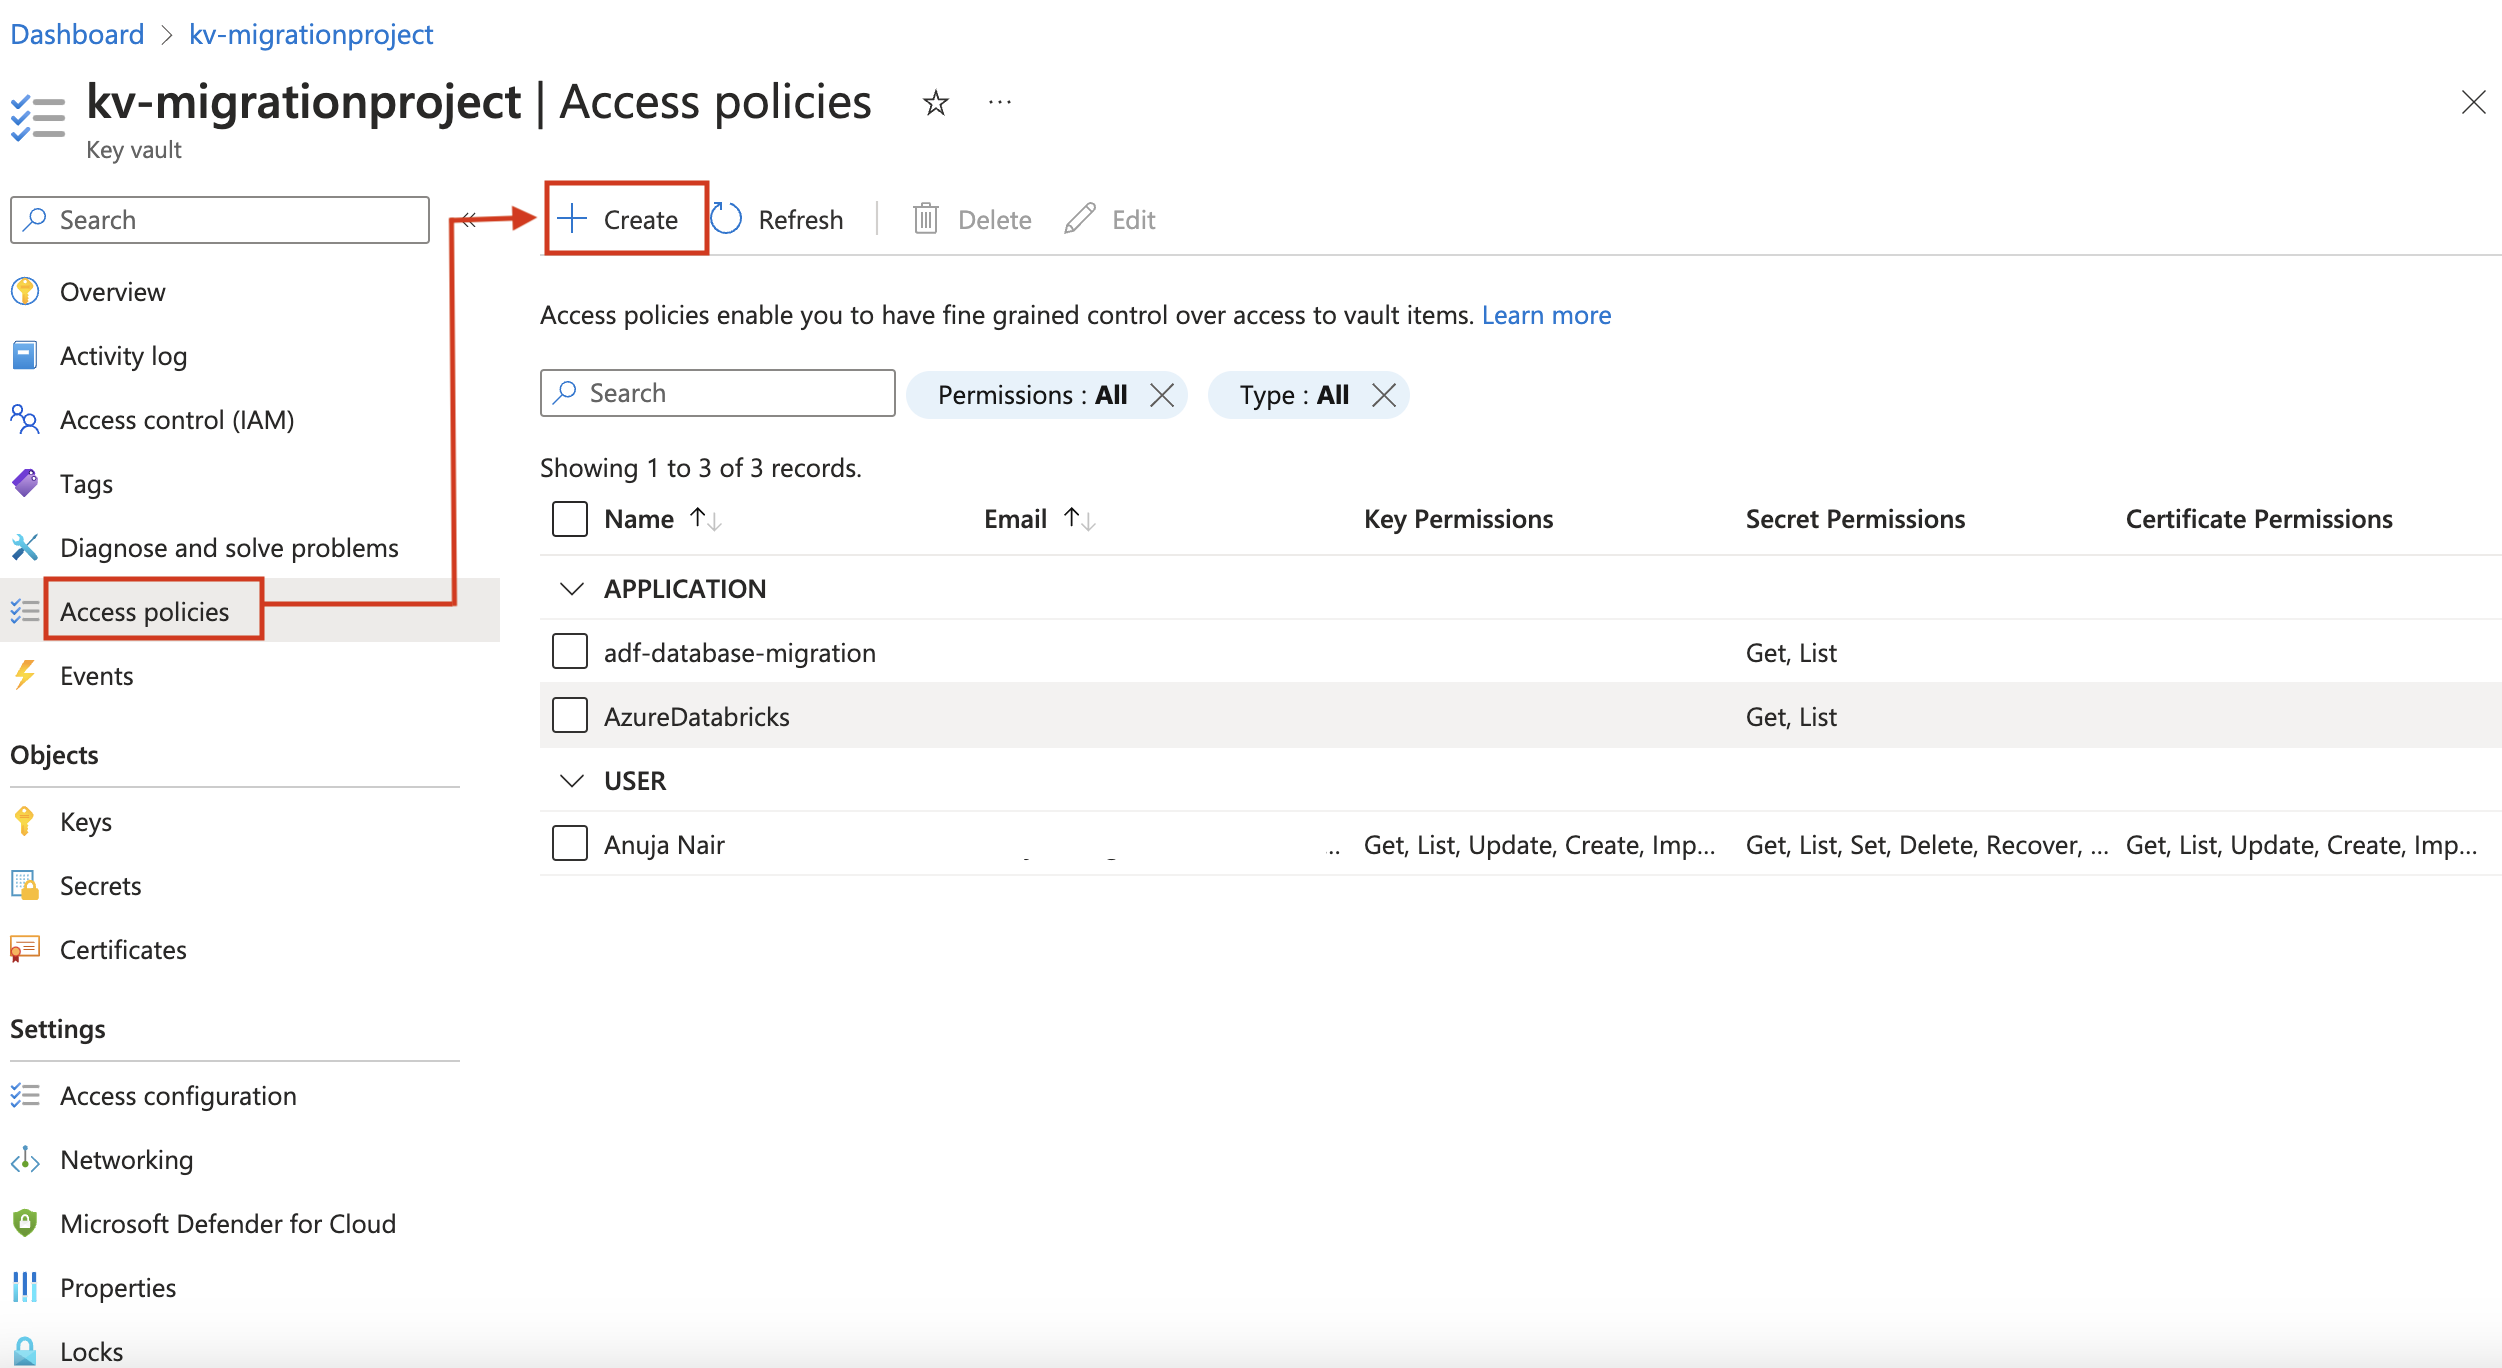 Dashboard > kv-migrationproject
kv-migrationproject | Access policies ☆ ...
Key vault
Search
«
Overview
Activity log
Access control (IAM)
Tags
Diagnose and solve problems
Access policies
Events
Objects
Keys
Secrets
Certificates
Settings
Access configuration
Networking
Microsoft Defender for Cloud
Properties
Locks
+ Create Refresh | Delete Edit
Access policies enable you to have fine grained control over access to vault items. Learn more
Search Permissions : All Type : All
Showing 1 to 3 of 3 records.
Name ↑↓ Email ↑↓ Key Permissions Secret Permissions Certificate Permissions
APPLICATION
adf-database-migration Get, List
AzureDatabricks Get, List
USER
Anuja Nair ... Get, List, Update, Create, Imp... Get, List, Set, Delete, Recover, ... Get, List, Update, Create, Imp...